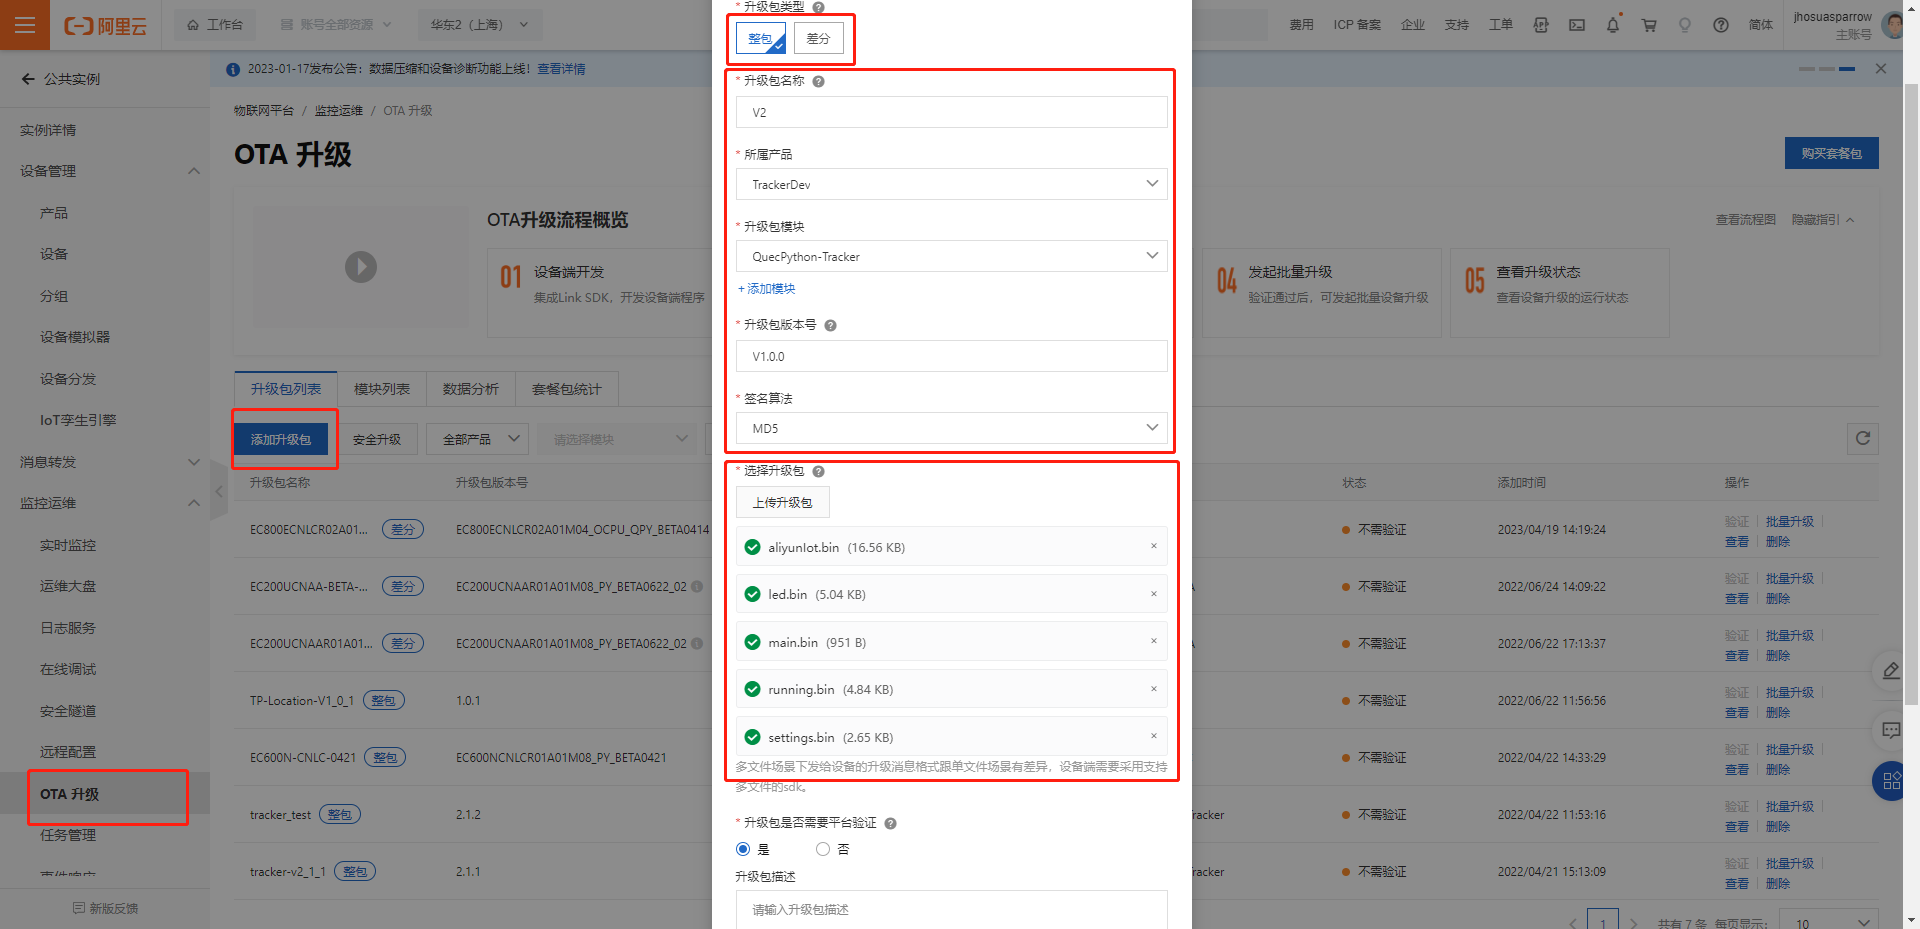 阿里云
工作台
账号全部资源
华东2（上海）
费用
ICP 备案
企业
支持
工单
简体
jhosuasparrow
主账号
公共实例
2023-01-17发布公告：数据压缩和设备诊断功能上线！查看详情
物联网平台 / 监控运维 / OTA 升级
OTA 升级
购买套餐包
实例详情
设备管理
产品
设备
分组
设备模拟器
设备分发
IoT孪生引擎
消息转发
监控运维
实时监控
运维大盘
日志服务
在线调试
安全隧道
远程配置
OTA 升级
任务管理
新版反馈
OTA升级流程概览
查看流程图
隐藏指引
01 设备端开发
集成Link SDK，开发设备端程序
04 发起批量升级
验证通过后，可发起批量设备升级
05 查看升级状态
查看设备升级的运行状态
升级包列表
模块列表
数据分析
套餐包统计
添加升级包
安全升级
全部产品
请选择模块
升级包名称 升级包版本号 状态 添加时间 操作
EC800ECNLCR02A01... 差分 EC800ECNLCR02A01M04_OCPU_QPY_BETA0414 不需验证 2023/04/19 14:19:24 验证 批量升级
查看 删除
EC200UCNAA-BETA-... 差分 EC200UCNAAR01A01M08_PY_BETA0622_02 不需验证 2022/06/24 14:09:22 验证 批量升级
查看 删除
EC200UCNAAR01A01... 差分 EC200UCNAAR01A01M08_PY_BETA0622_02 不需验证 2022/06/22 17:13:37 验证 批量升级
查看 删除
TP-Location-V1_0_1 整包 1.0.1 不需验证 2022/06/22 11:56:56 验证 批量升级
查看 删除
EC600N-CNLC-0421 整包 EC600NCNLCR01A01M08_PY_BETA0421 不需验证 2022/04/22 14:33:29 验证 批量升级
查看 删除
tracker_test 整包 2.1.2 racker 不需验证 2022/04/22 11:53:16 验证 批量升级
查看 删除
tracker-v2_1_1 整包 2.1.1 racker 不需验证 2022/04/21 15:13:09 验证 批量升级
查看 删除
1
共有 7 条 每页显示：
10
* 升级包类型
整包
差分
* 升级包名称
V2
* 所属产品
TrackerDev
* 升级包模块
QuecPython-Tracker
+ 添加模块
* 升级包版本号
V1.0.0
* 签名算法
MD5
* 选择升级包
上传升级包
aliyunIot.bin (16.56 KB) ×
led.bin (5.04 KB) ×
main.bin (951 B) ×
running.bin (4.84 KB) ×
settings.bin (2.65 KB) ×
多文件场景下发给设备的升级消息格式跟单文件场景有差异，设备端需要采用支持
多文件的sdk。
* 升级包是否需要平台验证
是
否
升级包描述
请输入升级包描述